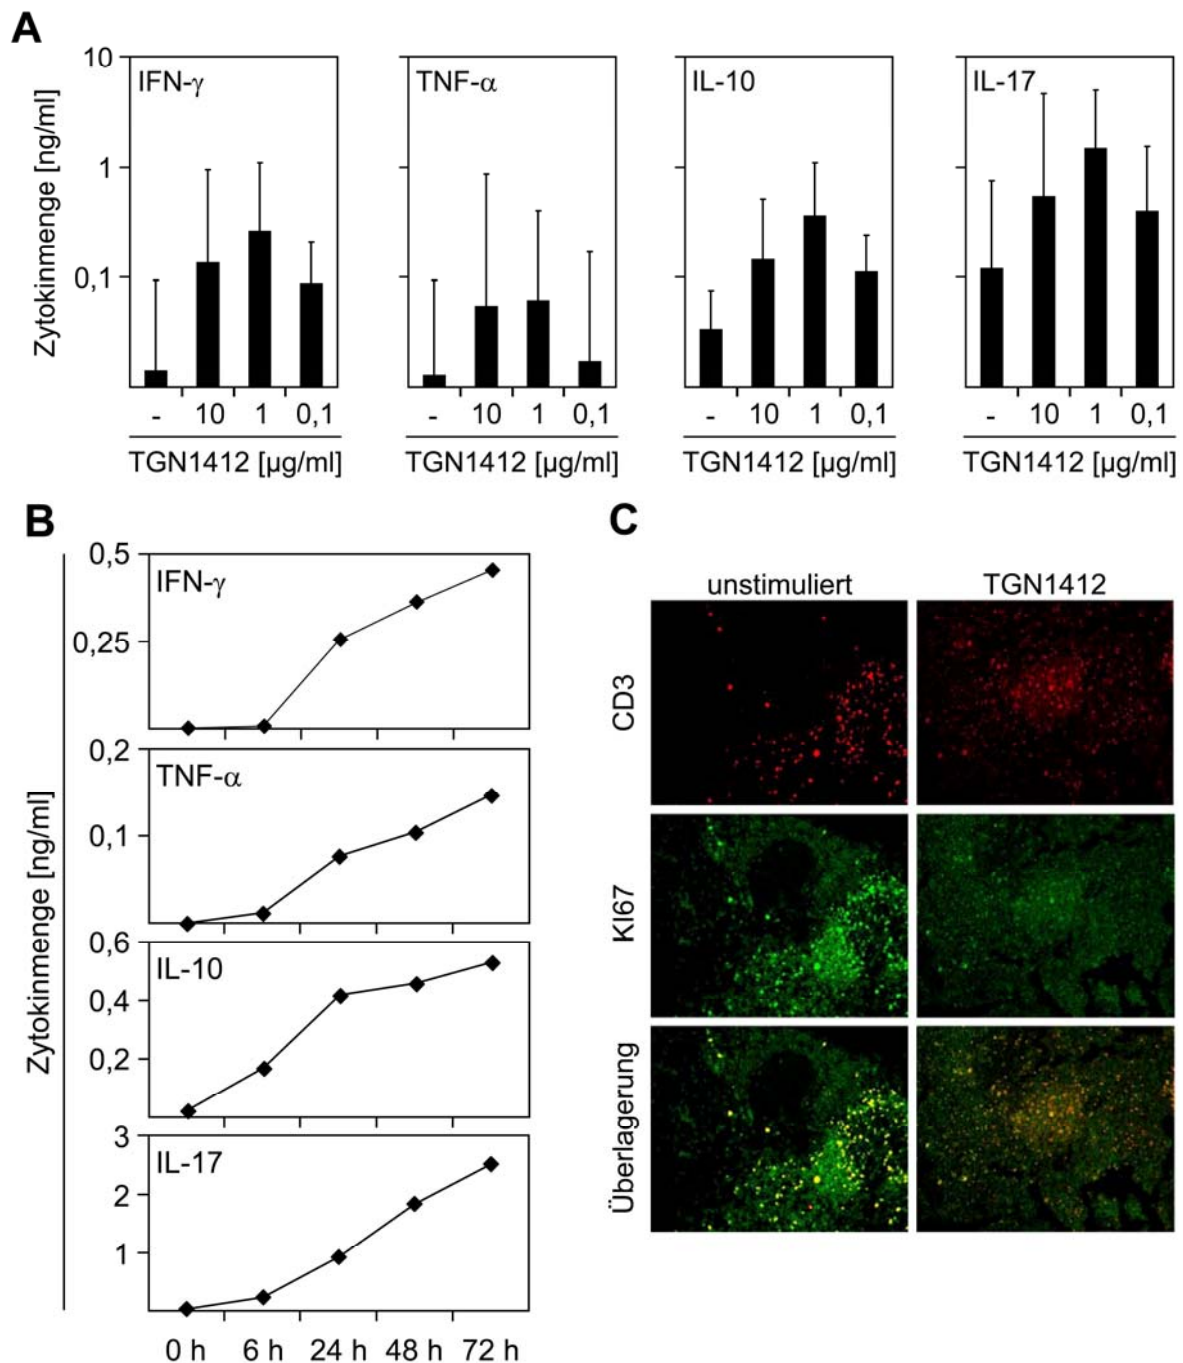 A
Zytokinmenge [ng/ml]
10
1
0,1
IFN-γ
- 10 1 0,1
TGN1412 [µg/ml]
TNF-α
- 10 1 0,1
TGN1412 [µg/ml]
IL-10
- 10 1 0,1
TGN1412 [µg/ml]
IL-17
- 10 1 0,1
TGN1412 [µg/ml]
B
Zytokinmenge [ng/ml]
0,5
IFN-γ
0,25
0,2
TNF-α
0,1
0,6
IL-10
0,4
0,2
3
IL-17
2
1
0 h 6 h 24 h 48 h 72 h
C
unstimuliert TGN1412
CD3
KI67
Überlagerung